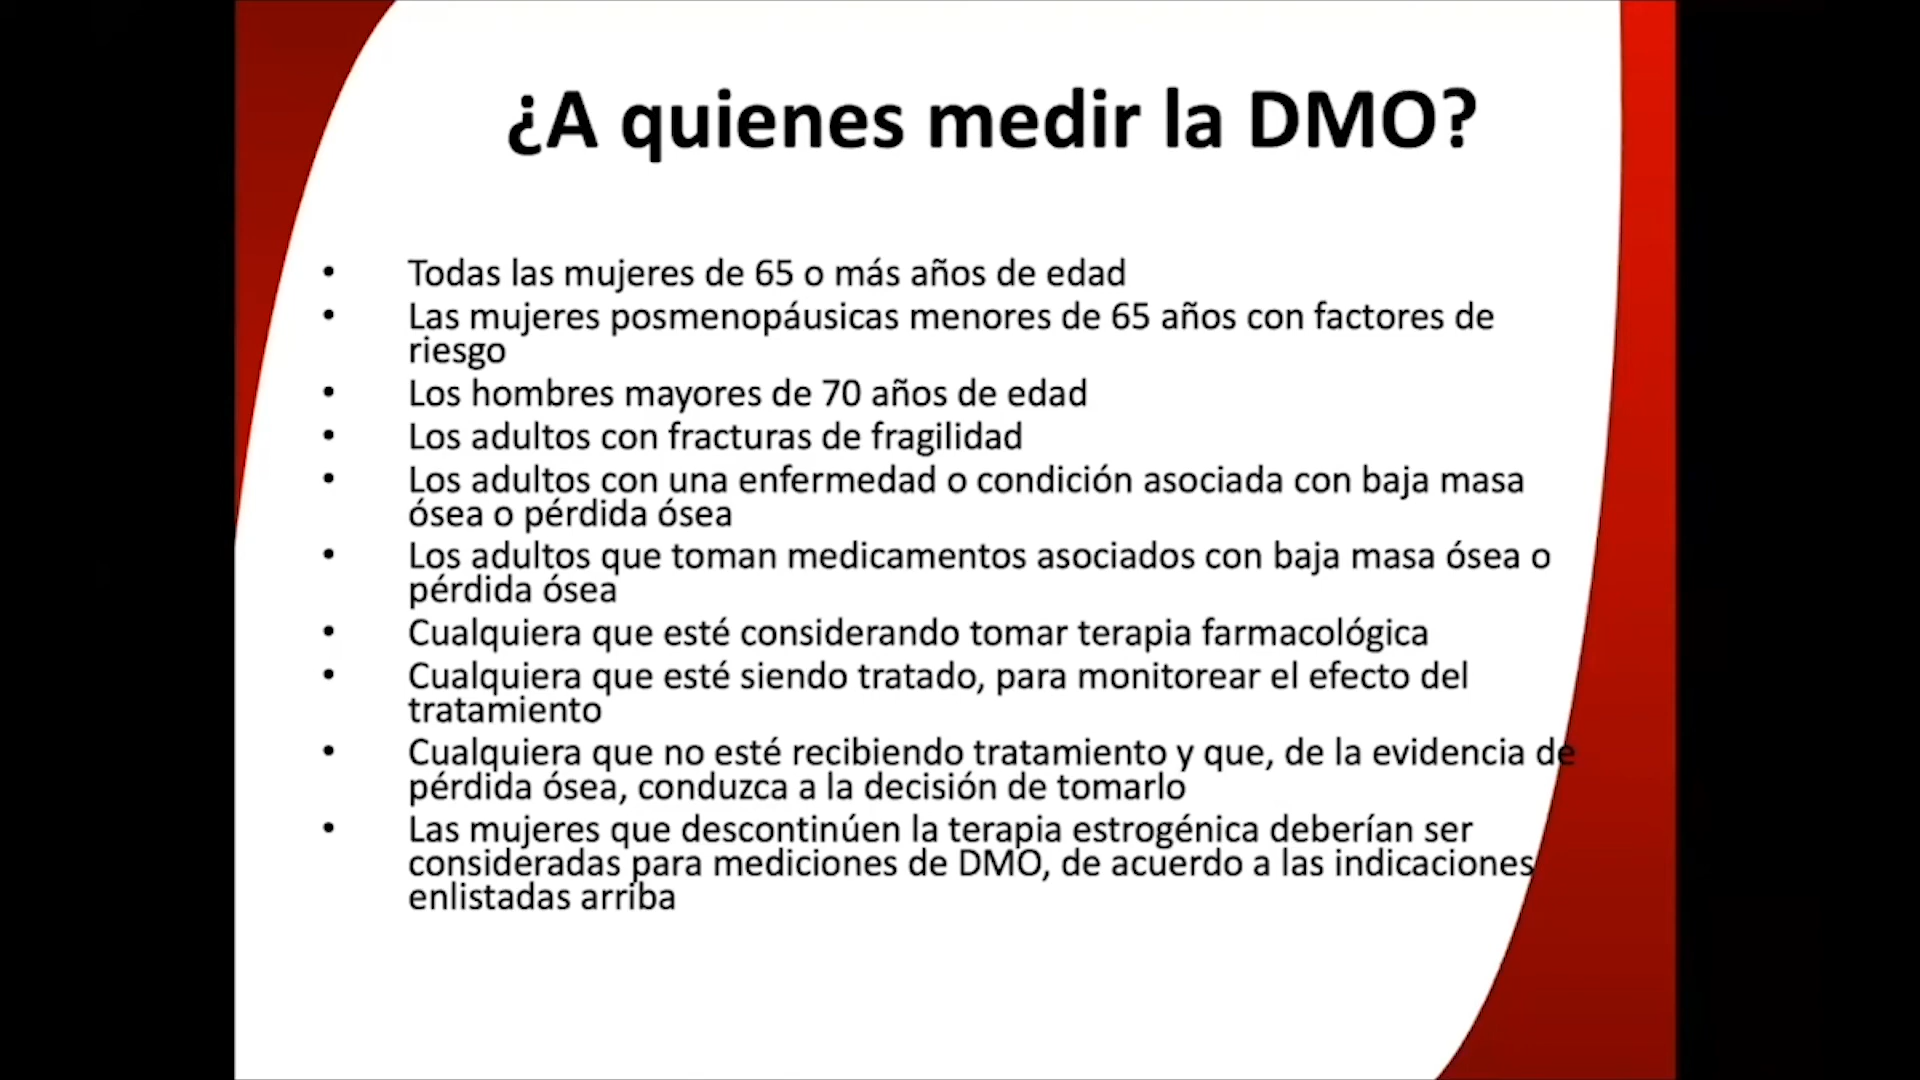 ¿A quienes medir la DMO?
• Todas las mujeres de 65 o más años de edad
• Las mujeres posmenopáusicas menores de 65 años con factores de
riesgo
• Los hombres mayores de 70 años de edad
• Los adultos con fracturas de fragilidad
• Los adultos con una enfermedad o condición asociada con baja masa
ósea o pérdida ósea
• Los adultos que toman medicamentos asociados con baja masa ósea o
pérdida ósea
• Cualquiera que esté considerando tomar terapia farmacológica
• Cualquiera que esté siendo tratado, para monitorear el efecto del
tratamiento
• Cualquiera que no esté recibiendo tratamiento y que, de la evidencia de
pérdida ósea, conduzca a la decisión de tomarlo
• Las mujeres que descontinúen la terapia estrogénica deberían ser
consideradas para mediciones de DMO, de acuerdo a las indicaciones
enlistadas arriba